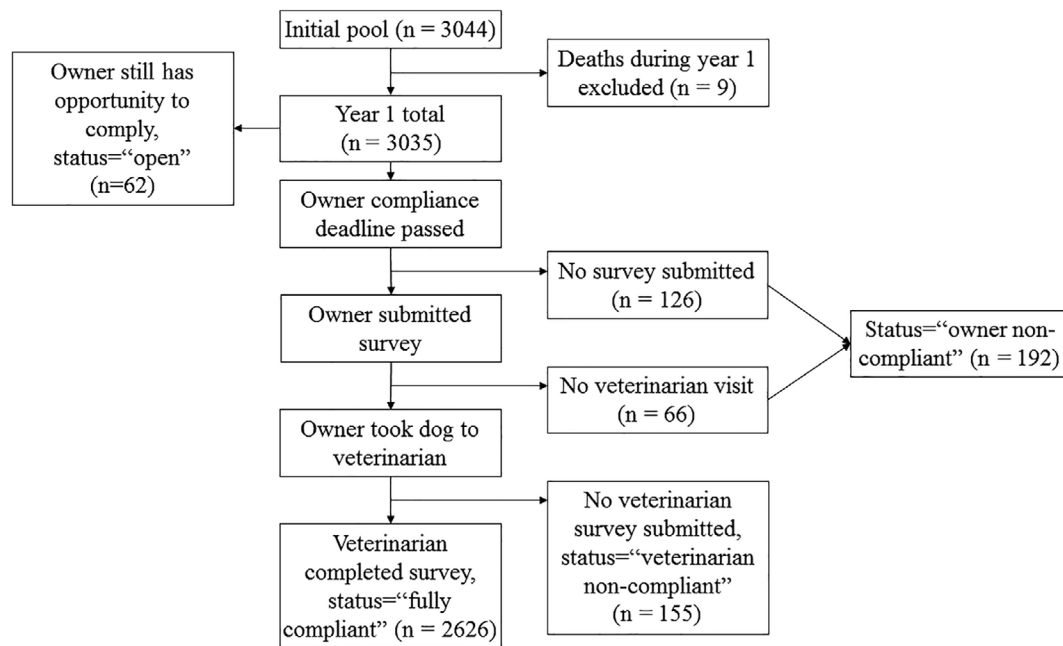 Initial pool (n = 3044)
Deaths during year 1
excluded (n = 9)
Owner still has
opportunity to
comply,
status=“open”
(n=62)
Year 1 total
(n = 3035)
Owner compliance
deadline passed
No survey submitted
(n = 126)
Owner submitted
survey
Status=“owner non-
compliant” (n = 192)
No veterinarian visit
(n = 66)
Owner took dog to
veterinarian
No veterinarian
survey submitted,
status=“veterinarian
non-compliant”
(n = 155)
Veterinarian
completed survey,
status=“fully
compliant” (n = 2626)